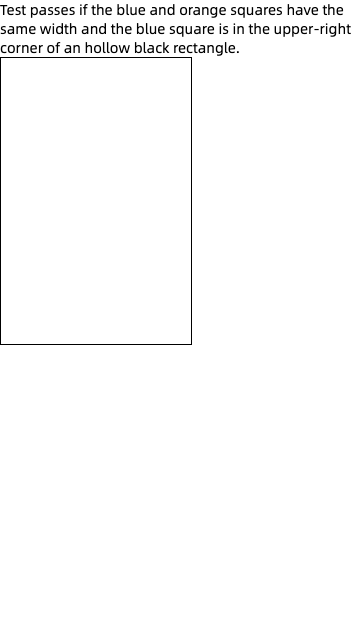 Test passes if the blue and orange squares have the
same width and the blue square is in the upper-right
corner of an hollow black rectangle.